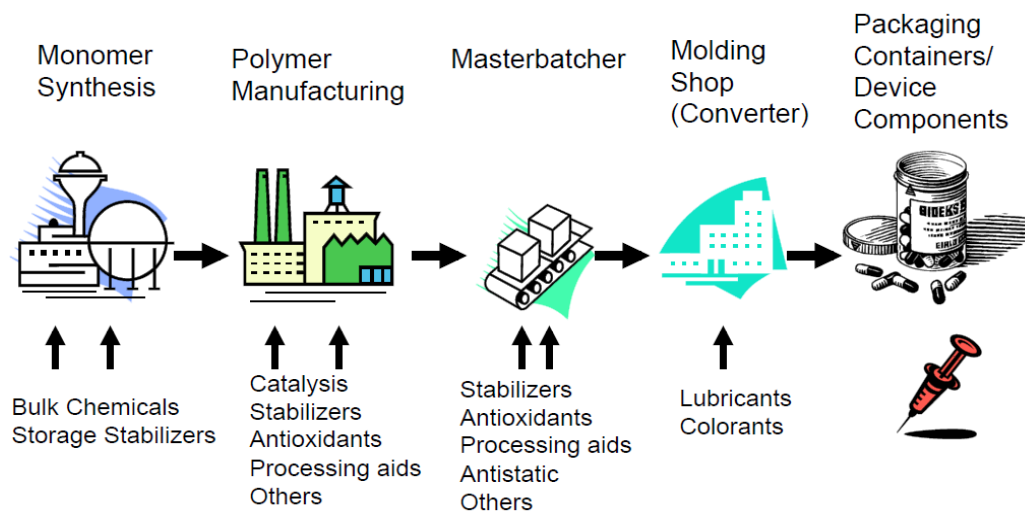 Monomer
Synthesis
Polymer
Manufacturing
Masterbatcher
Molding
Shop
(Converter)
Packaging
Containers/
Device
Components
Bulk Chemicals
Storage Stabilizers
Catalysis
Stabilizers
Antioxidants
Processing aids
Others
Stabilizers
Antioxidants
Processing aids
Antistatic
Others
Lubricants
Colorants